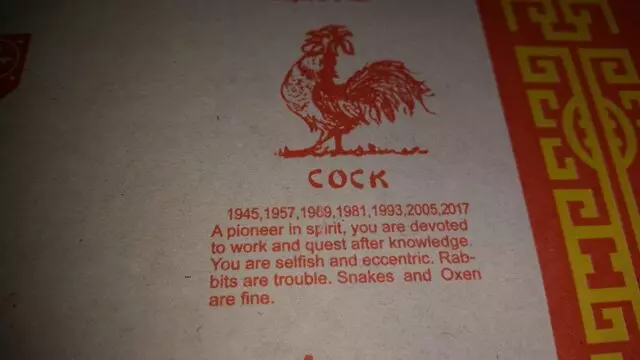 COCK
1945,1957,1969,1981,1993,2005,2017
A pioneer in spirit, you are devoted
to work and quest after knowledge.
You are selfish and eccentric. Rab-
bits are trouble. Snakes and Oxen
are fine.